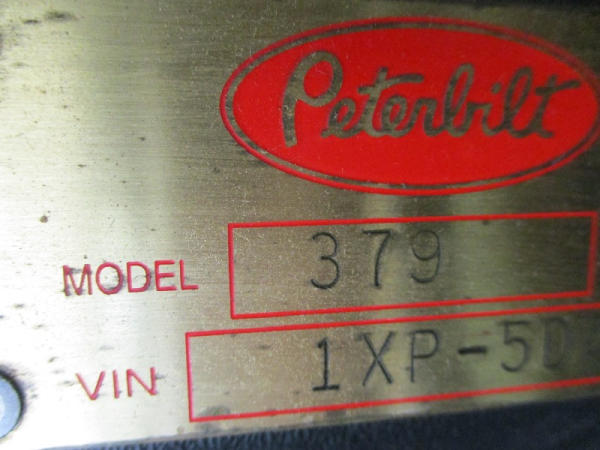 Peterbilt
MODEL 379
VIN 1XP-5D